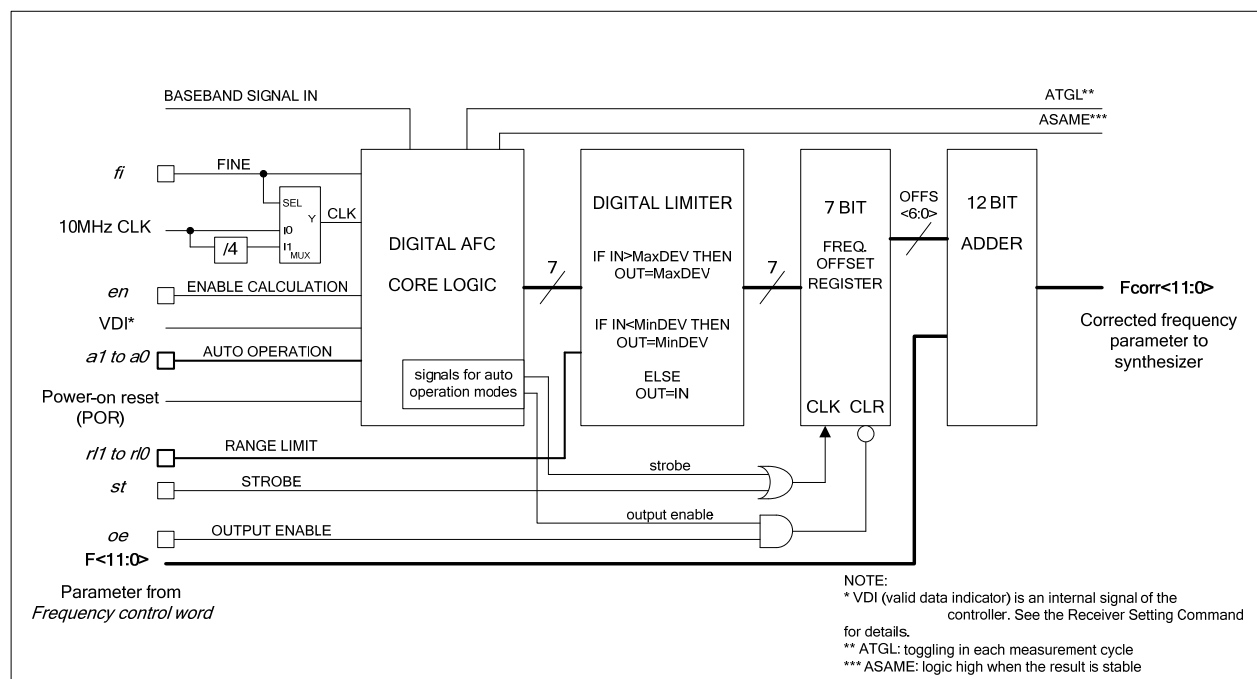 BASEBAND SIGNAL IN
ATGL**
ASAME***
fi
FINE
SEL
Y
I0
I1
MUX
CLK
10MHz CLK
/4
en
ENABLE CALCULATION
VDI*
a1 to a0
AUTO OPERATION
Power-on reset
(POR)
rl1 to rl0
RANGE LIMIT
st
STROBE
oe
OUTPUT ENABLE
F<11:0>
Parameter from
Frequency control word
DIGITAL AFC
CORE LOGIC
signals for auto
operation modes
7
DIGITAL LIMITER
IF IN>MaxDEV THEN
OUT=MaxDEV
IF IN<MinDEV THEN
OUT=MinDEV
ELSE
OUT=IN
7
strobe
output enable
7 BIT
FREQ.
OFFSET
REGISTER
CLK CLR
OFFS
<6:0>
12 BIT
ADDER
Fcorr<11:0>
Corrected frequency
parameter to
synthesizer
NOTE:
* VDI (valid data indicator) is an internal signal of the
controller. See the Receiver Setting Command
for details.
** ATGL: toggling in each measurement cycle
*** ASAME: logic high when the result is stable